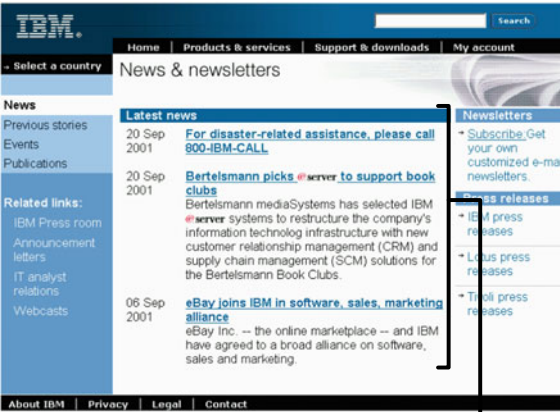 IBM.
Search
Home | Products & services | Support & downloads | My account
→ Select a country
News & newsletters
News
Previous stories
Events
Publications
Related links:
IBM Press room
Announcement
letters
IT analyst
relations
Webcasts
Latest news
20 Sep
2001
For disaster-related assistance, please call
800-IBM-CALL
20 Sep
2001
Bertelsmann picks e server to support book
clubs
Bertelsmann mediaSystems has selected IBM
e server systems to restructure the company's
information technolog infrastructure with new
customer relationship management (CRM) and
supply chain management (SCM) solutions for
the Bertelsmann Book Clubs.
06 Sep
2001
eBay joins IBM in software, sales, marketing
alliance
eBay Inc. -- the online marketplace -- and IBM
have agreed to a broad alliance on software,
sales and marketing.
Newsletters
Subscribe:Get
your own
customized e-ma
newsletters.
Press releases
IBM press
releases
Lotus press
releases
Tivoli press
releases
About IBM | Privacy | Legal | Contact